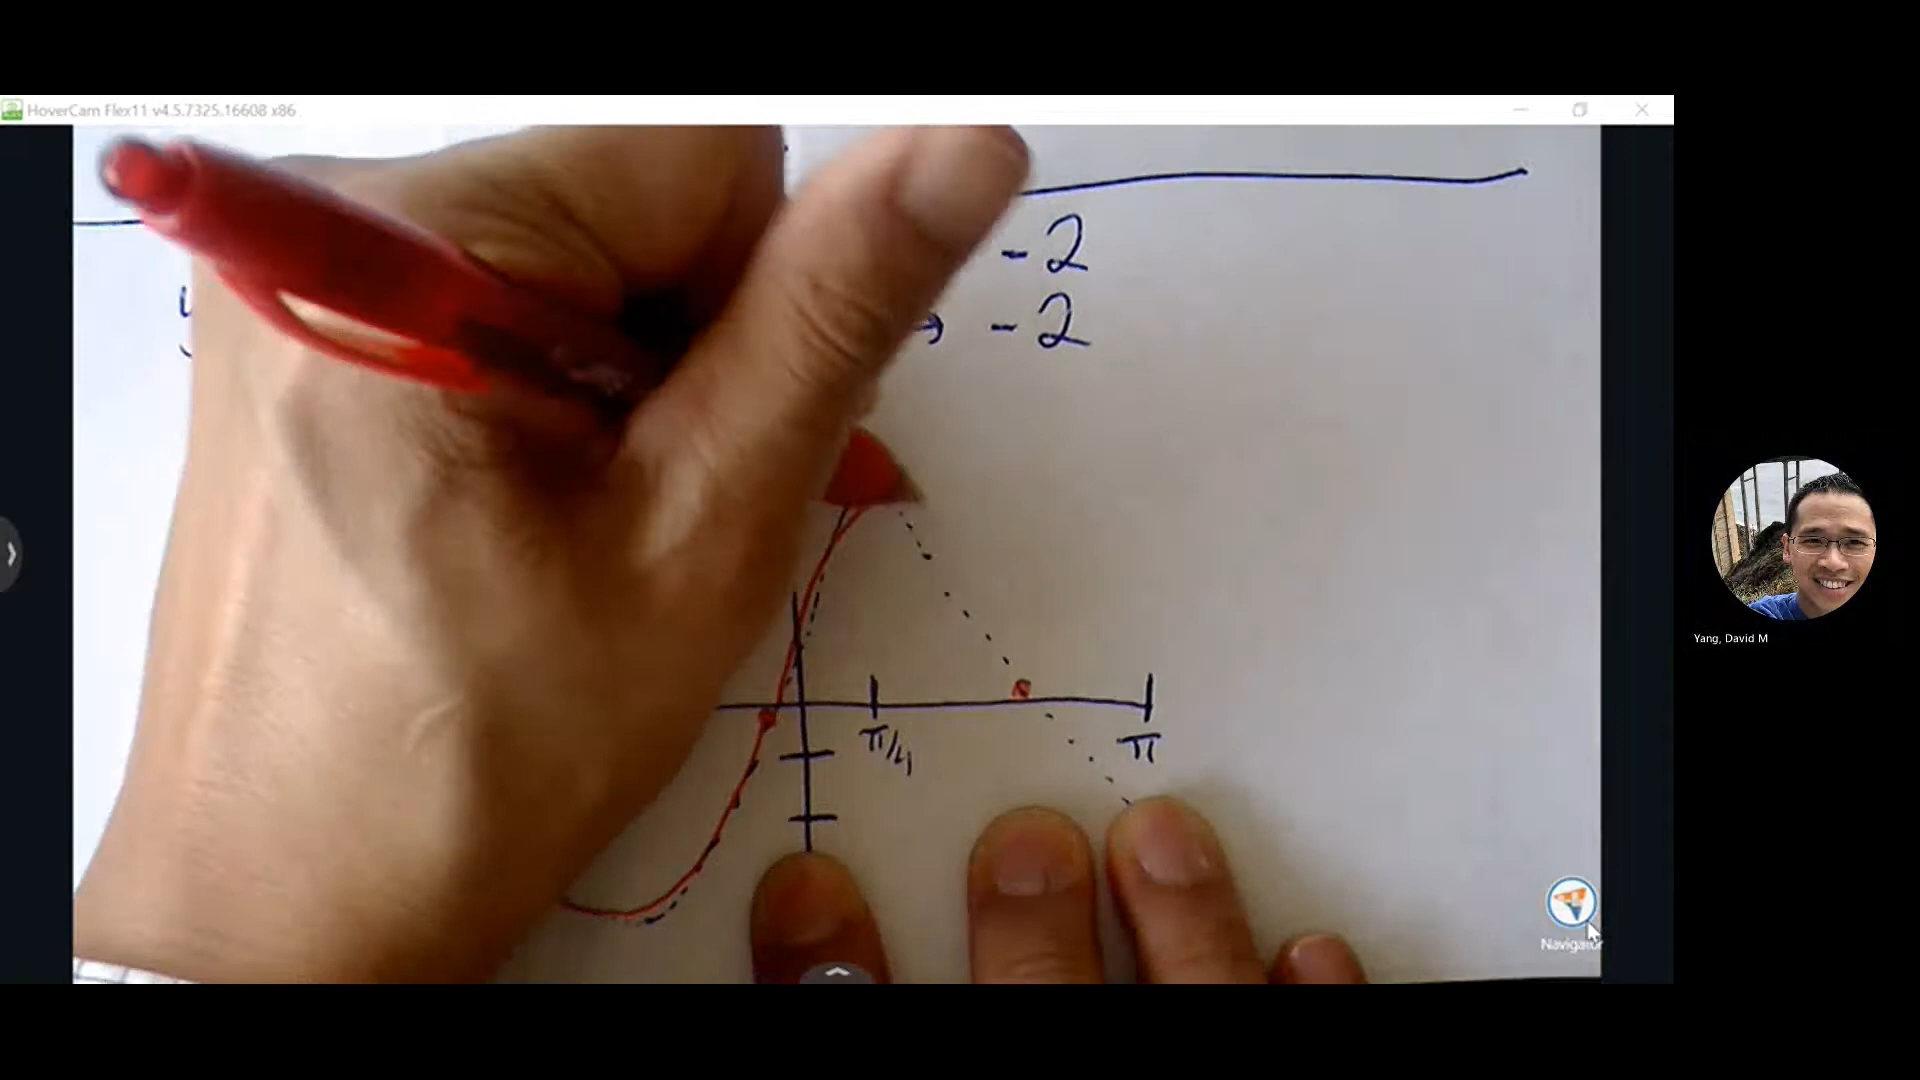 HoverCam Flex11 v4.5.7325.16608 x86
- 2
y → - 2
π/4
π
Navigator
Yang, David M